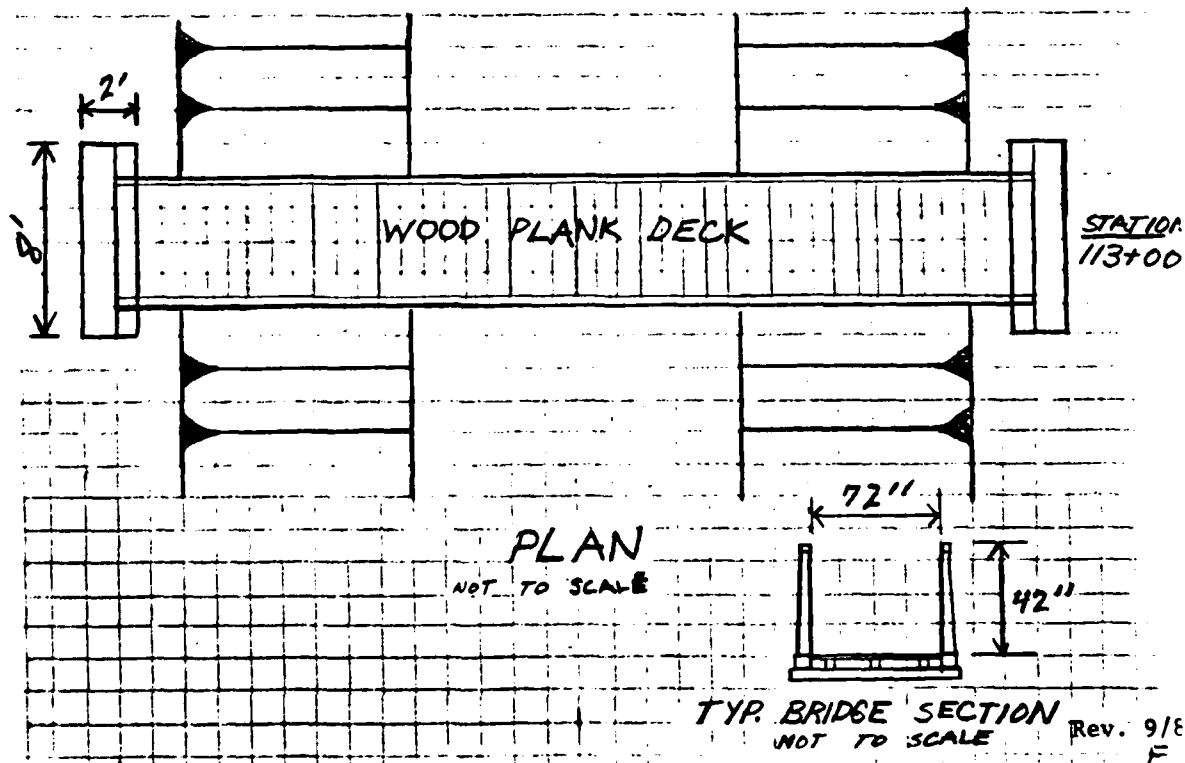 2'
8'
WOOD PLANK DECK
STATION
113+00
PLAN
NOT TO SCALE
72"
42"
TYP. BRIDGE SECTION
NOT TO SCALE
Rev. 9/8
F